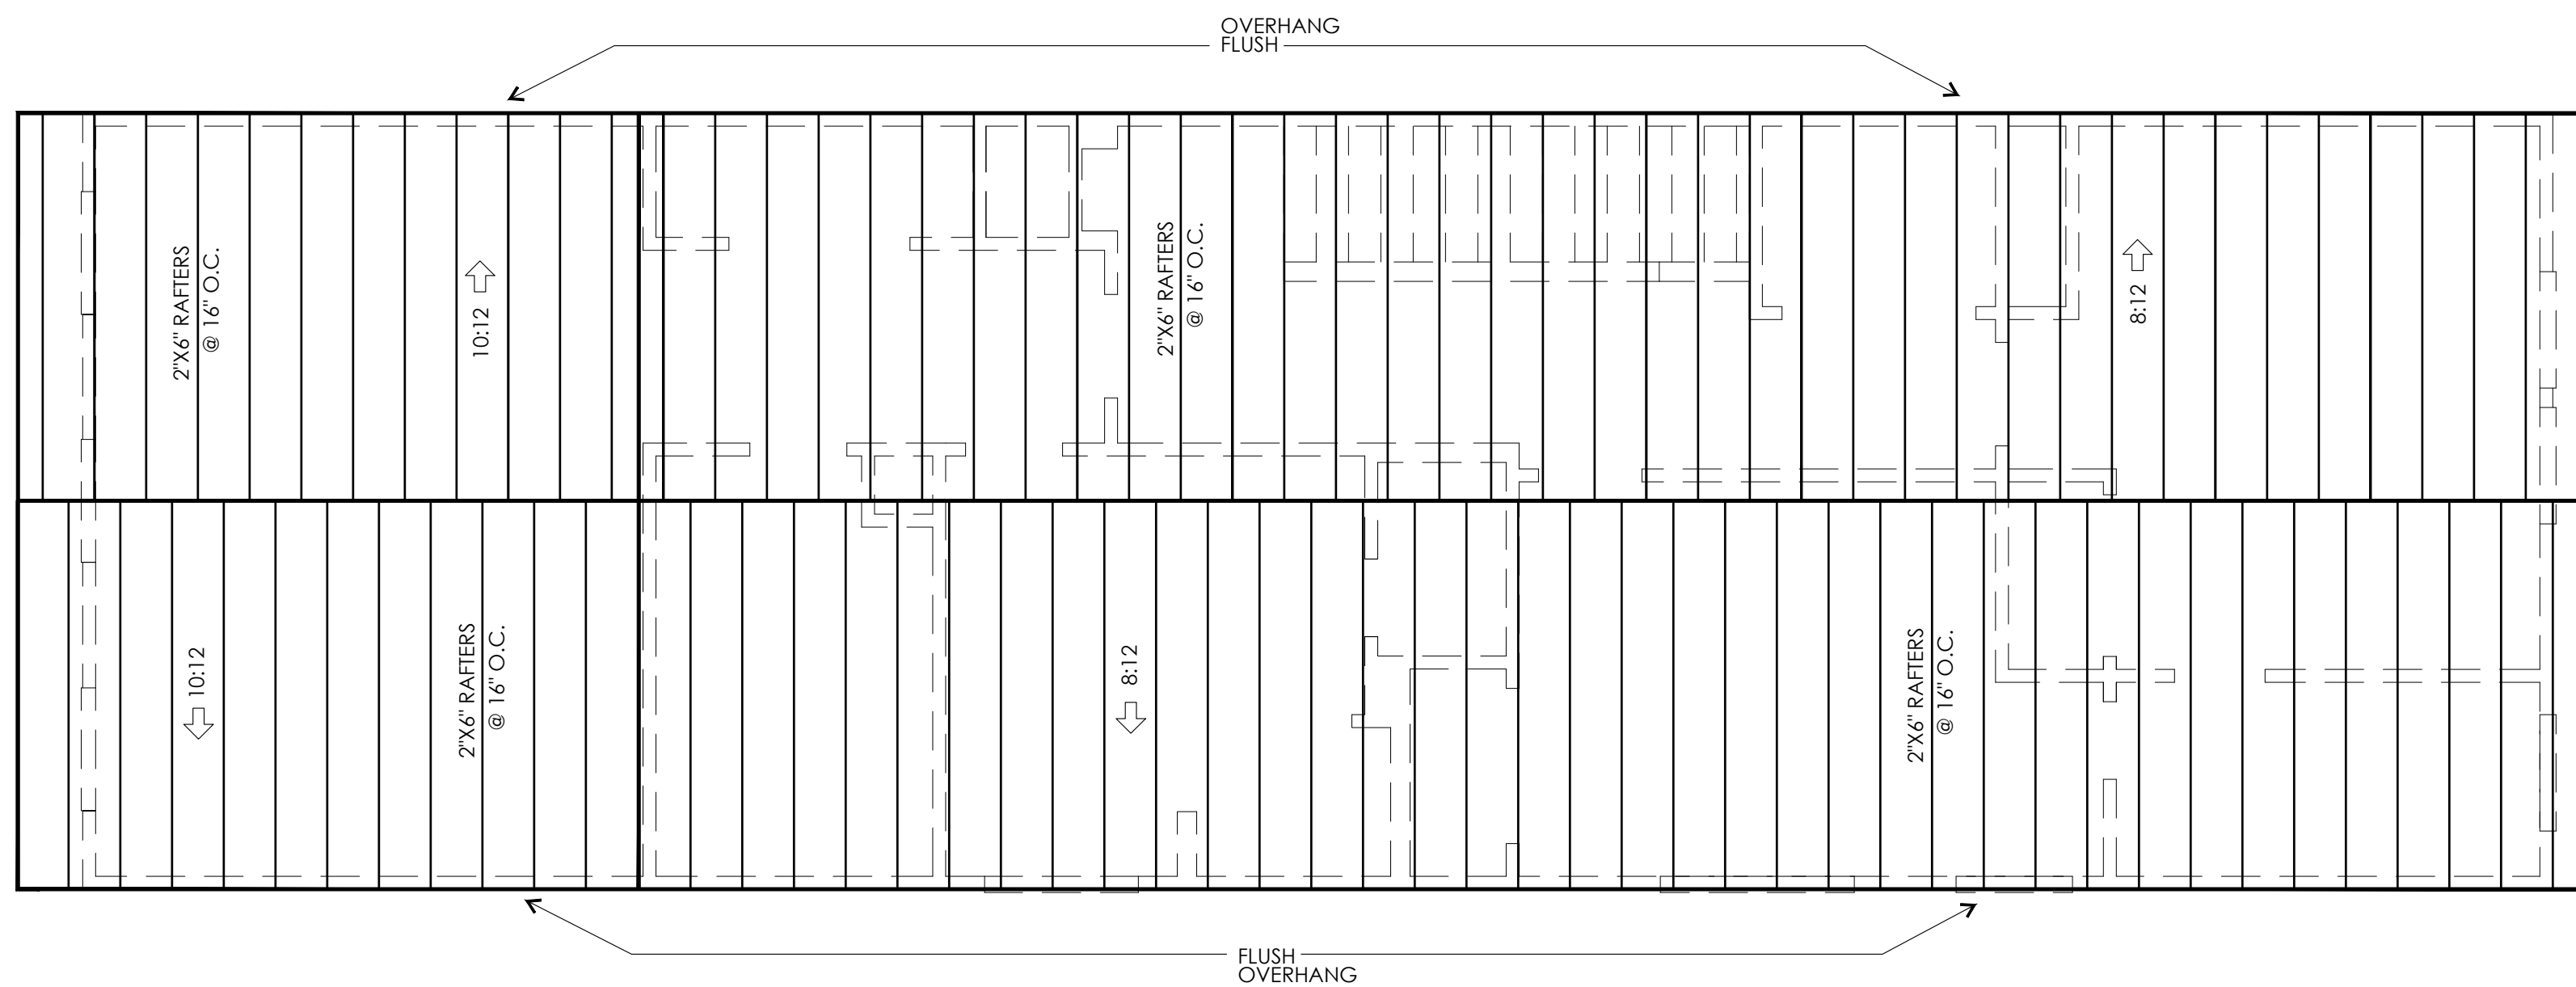 OVERHANG
FLUSH
2"X6" RAFTERS
@ 16" O.C.
10:12
2"X6" RAFTERS
@ 16" O.C.
8:12
10:12
2"X6" RAFTERS
@ 16" O.C.
8:12
2"X6" RAFTERS
@ 16" O.C.
FLUSH
OVERHANG